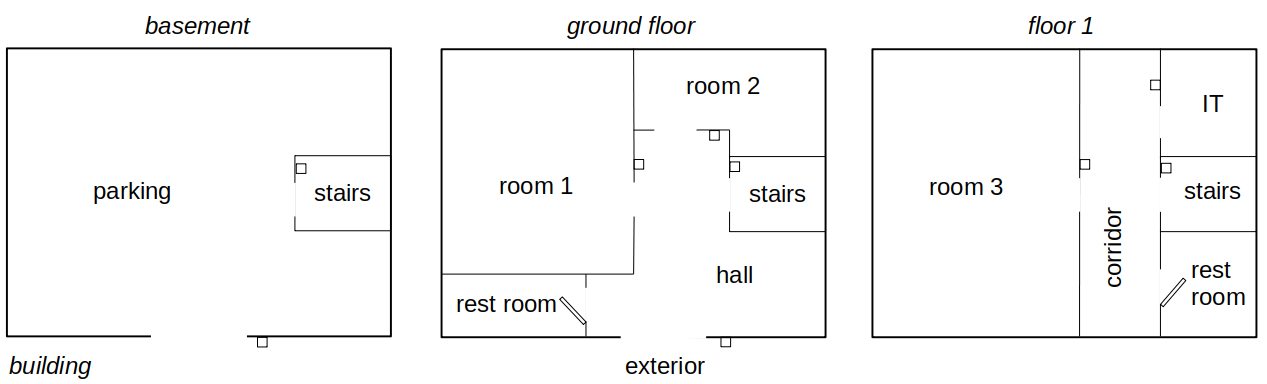 basement
ground floor
floor 1
room 2
IT
parking
stairs
room 1
stairs
room 3
stairs
corridor
hall
rest room
rest
room
building
exterior